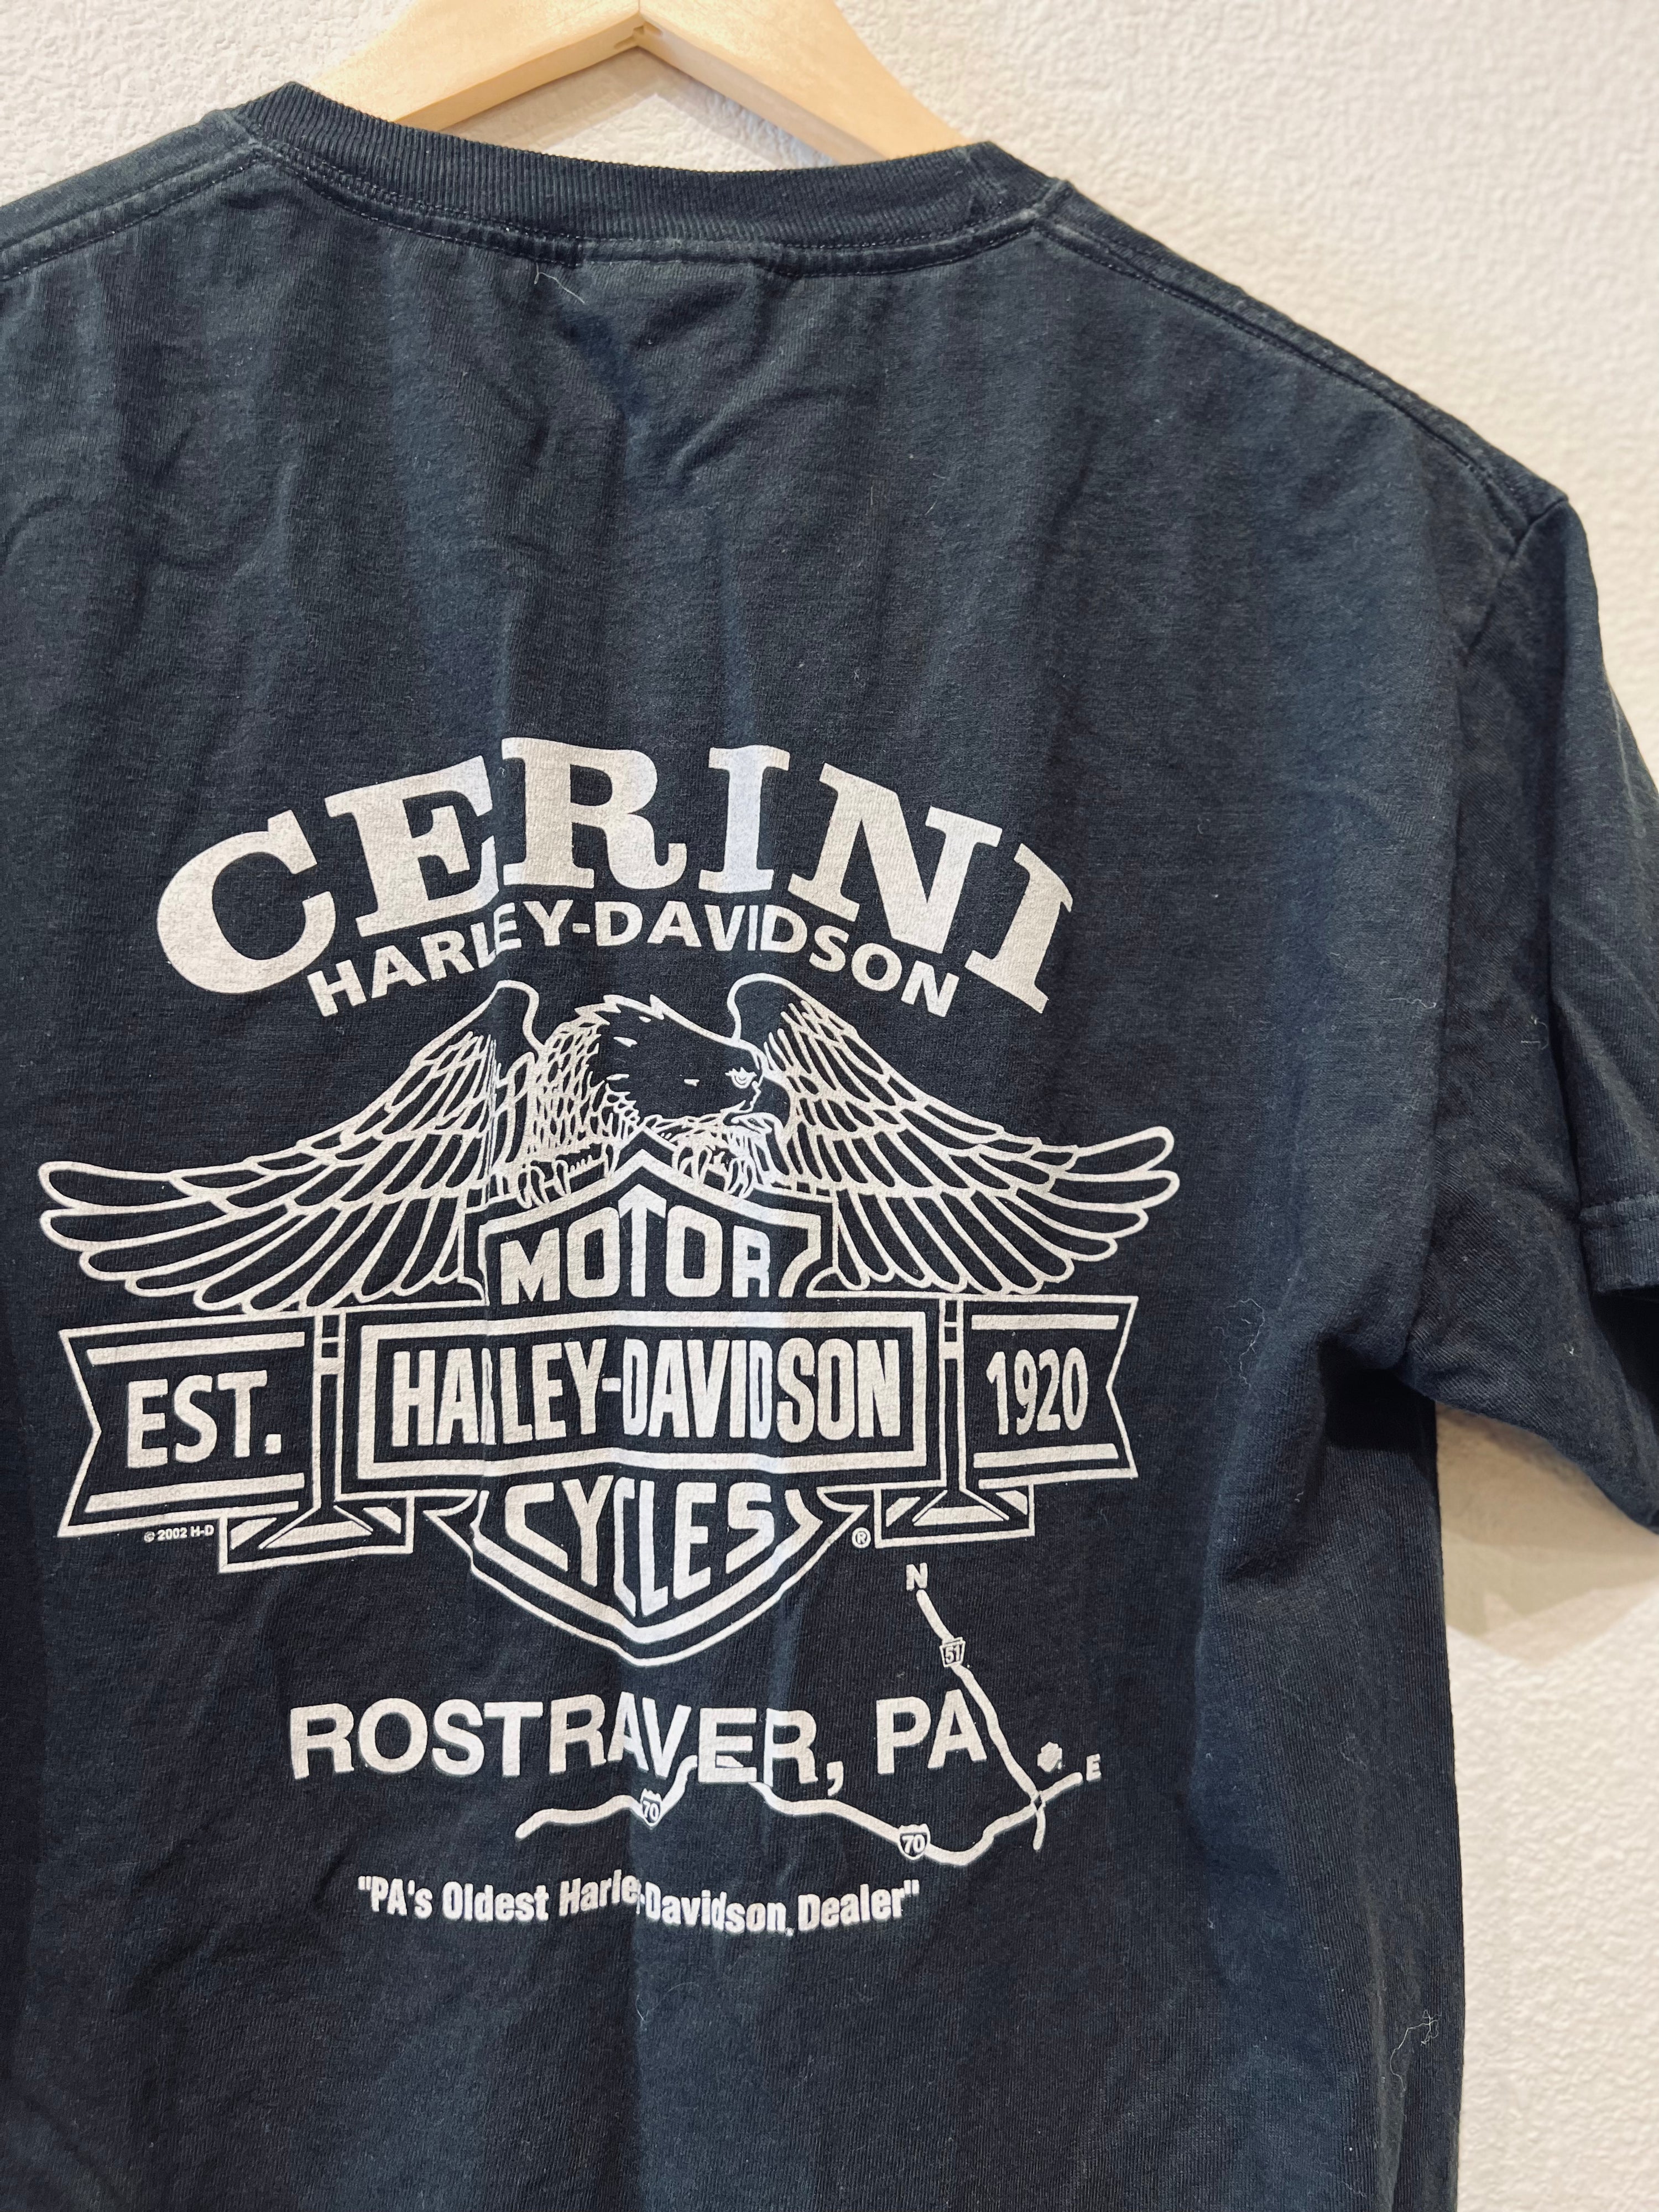 CERINI
HARLEY-DAVIDSON
MOTOR
EST. HARLEY-DAVIDSON 1920
CYCLES
© 2002 H-D
®
N
51
ROSTRAVER, PA
E
70
70
"PA's Oldest Harley-Davidson® Dealer"